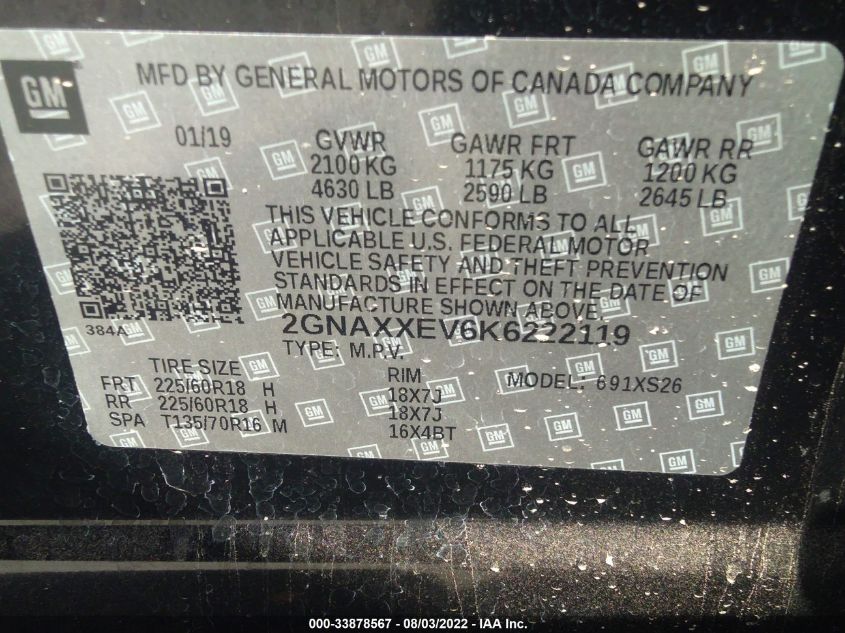 GM
MFD BY GENERAL MOTORS OF CANADA COMPANY
01/19 GVWR GAWR FRT GAWR RR
2100 KG 1175 KG 1200 KG
4630 LB 2590 LB 2645 LB
THIS VEHICLE CONFORMS TO ALL
APPLICABLE U.S. FEDERAL MOTOR
VEHICLE SAFETY AND THEFT PREVENTION
STANDARDS IN EFFECT ON THE DATE OF
MANUFACTURE SHOWN ABOVE.
384A
2GNAXXEV6K6222119
TYPE: M.P.V.
TIRE SIZE RIM MODEL: 691XS26
FRT 225/60R18 H 18X7J
RR 225/60R18 H 18X7J
SPA T135/70R16 M 16X4BT
000-33878567 - 08/03/2022 - IAA Inc.